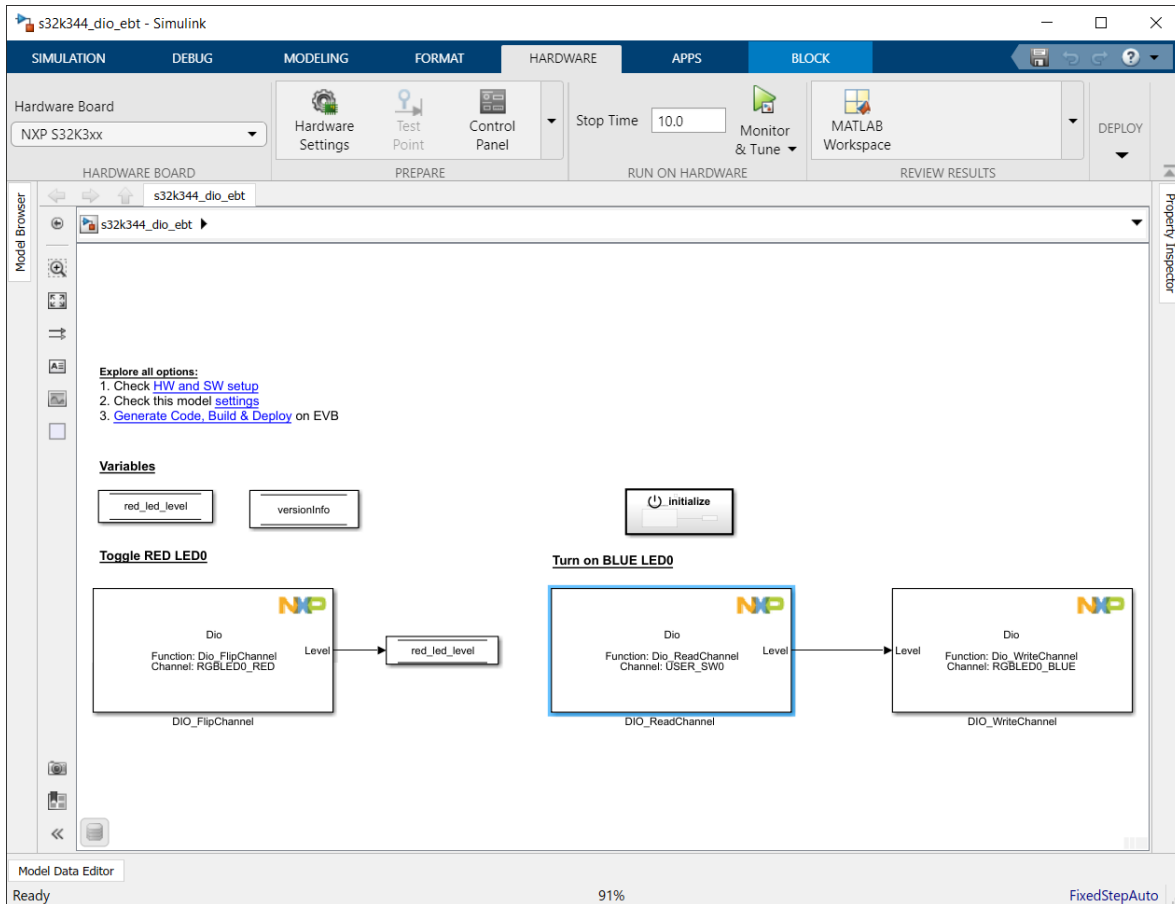 s32k344_dio_ebt - Simulink
SIMULATION DEBUG MODELING FORMAT HARDWARE APPS BLOCK
Hardware Board
NXP S32K3xx
HARDWARE BOARD
Hardware
Settings
Test
Point
Control
Panel
PREPARE
Stop Time 10.0
Monitor
& Tune
RUN ON HARDWARE
MATLAB
Workspace
REVIEW RESULTS
DEPLOY
Model Browser
s32k344_dio_ebt
s32k344_dio_ebt
Property Inspector
Explore all options:
1. Check HW and SW setup
2. Check this model settings
3. Generate Code, Build & Deploy on EVB
Variables
red_led_level
versionInfo
_initialize
Toggle RED LED0
Turn on BLUE LED0
NXP
Dio
Function: Dio_FlipChannel
Channel: RGBLED0_RED
Level
DIO_FlipChannel
red_led_level
NXP
Dio
Function: Dio_ReadChannel
Channel: USER_SW0
Level
DIO_ReadChannel
NXP
Level
Dio
Function: Dio_WriteChannel
Channel: RGBLED0_BLUE
DIO_WriteChannel
Model Data Editor
Ready 91% FixedStepAuto